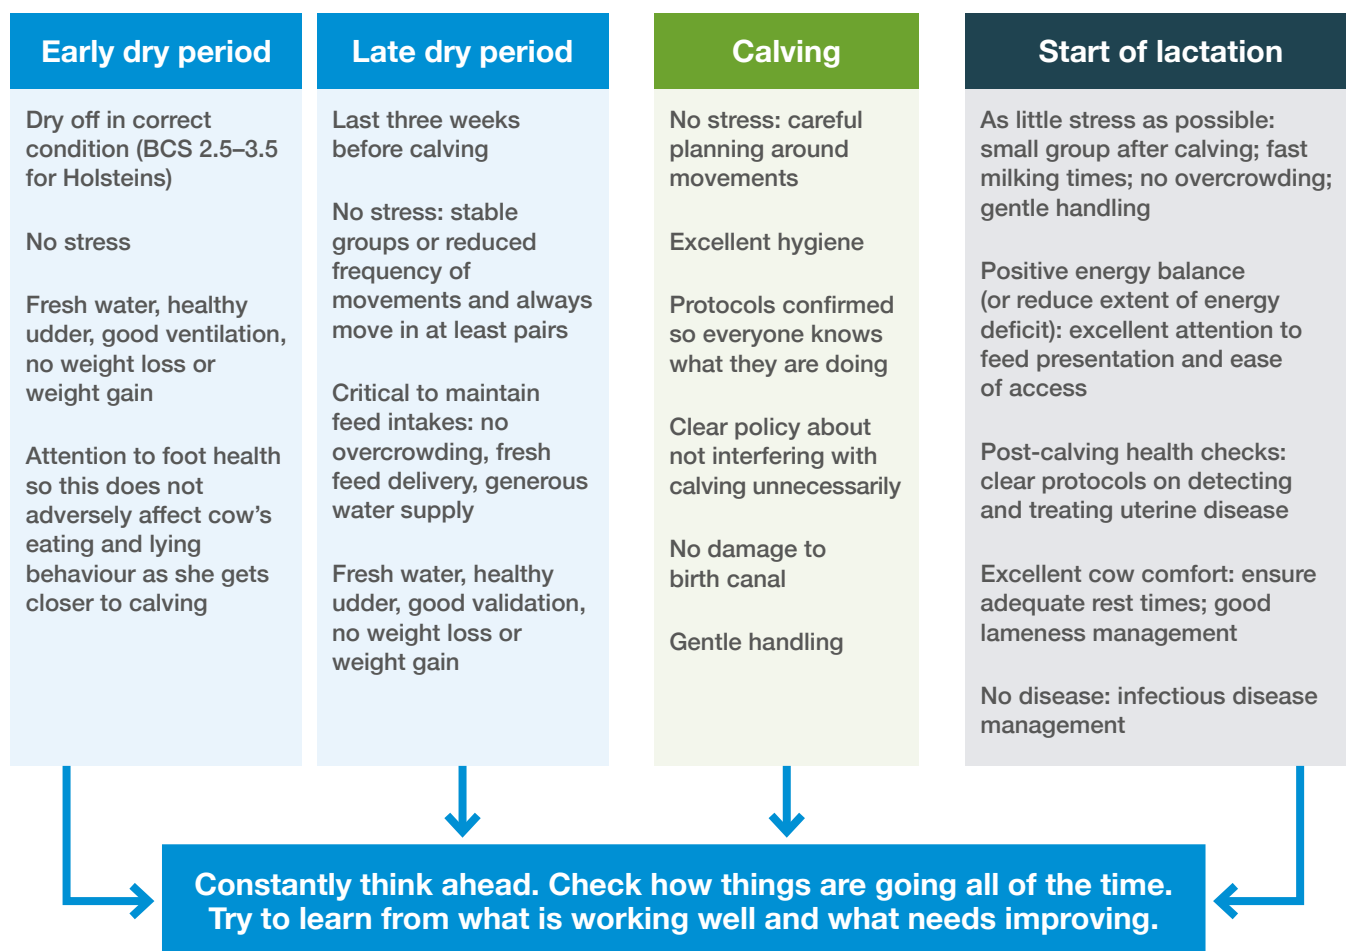 Early dry period
Dry off in correct
condition (BCS 2.5–3.5
for Holsteins)
No stress
Fresh water, healthy
udder, good ventilation,
no weight loss or
weight gain
Attention to foot health
so this does not
adversely affect cow's
eating and lying
behaviour as she gets
closer to calving
Late dry period
Last three weeks
before calving
No stress: stable
groups or reduced
frequency of
movements and always
move in at least pairs
Critical to maintain
feed intakes: no
overcrowding, fresh
feed delivery, generous
water supply
Fresh water, healthy
udder, good validation,
no weight loss or
weight gain
Calving
No stress: careful
planning around
movements
Excellent hygiene
Protocols confirmed
so everyone knows
what they are doing
Clear policy about
not interfering with
calving unnecessarily
No damage to
birth canal
Gentle handling
Start of lactation
As little stress as possible:
small group after calving; fast
milking times; no overcrowding;
gentle handling
Positive energy balance
(or reduce extent of energy
deficit): excellent attention to
feed presentation and ease
of access
Post-calving health checks:
clear protocols on detecting
and treating uterine disease
Excellent cow comfort: ensure
adequate rest times; good
lameness management
No disease: infectious disease
management
Constantly think ahead. Check how things are going all of the time.
Try to learn from what is working well and what needs improving.